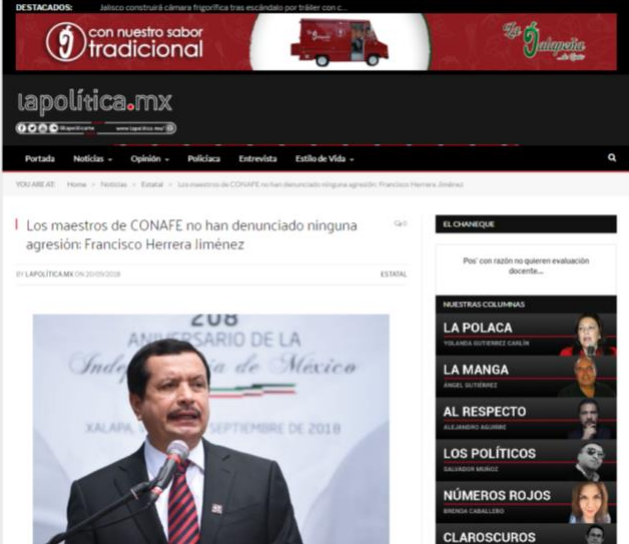 DESTACADOS: Jalisco construirá cámara frigorífica tras escándalo por tráiler con c...
con nuestro sabor
tradicional
La
Jalapeña
lapolítica.mx
Portada Noticias Opinión Policiaca Entrevista Estilo de Vida
YOU ARE AT: Home Noticias Estatal Los maestros de CONAFE no han denunciado ninguna agresión: Francisco Herrera Jiménez
Los maestros de CONAFE no han denunciado ninguna
agresión: Francisco Herrera Jiménez
0
BY LAPOLÍTICA MX ON 20/09/2018 ESTATAL
208
ANIVERSARIO DE LA
de México
XALAPA, SEPTIEMBRE DE 2018
EL CHANEQUE
Pos' con razón no quieren evaluación
docente...
NUESTRAS COLUMNAS
LA POLACA
YOLANDA GUTIÉRREZ CARLÍN
LA MANGA
ÁNGEL GUTIÉRREZ
AL RESPECTO
ALEJANDRO AGUIRRE
LOS POLÍTICOS
SALVADOR MUÑOZ
NÚMEROS ROJOS
BRENDA CABALLERO
CLAROSCUROS